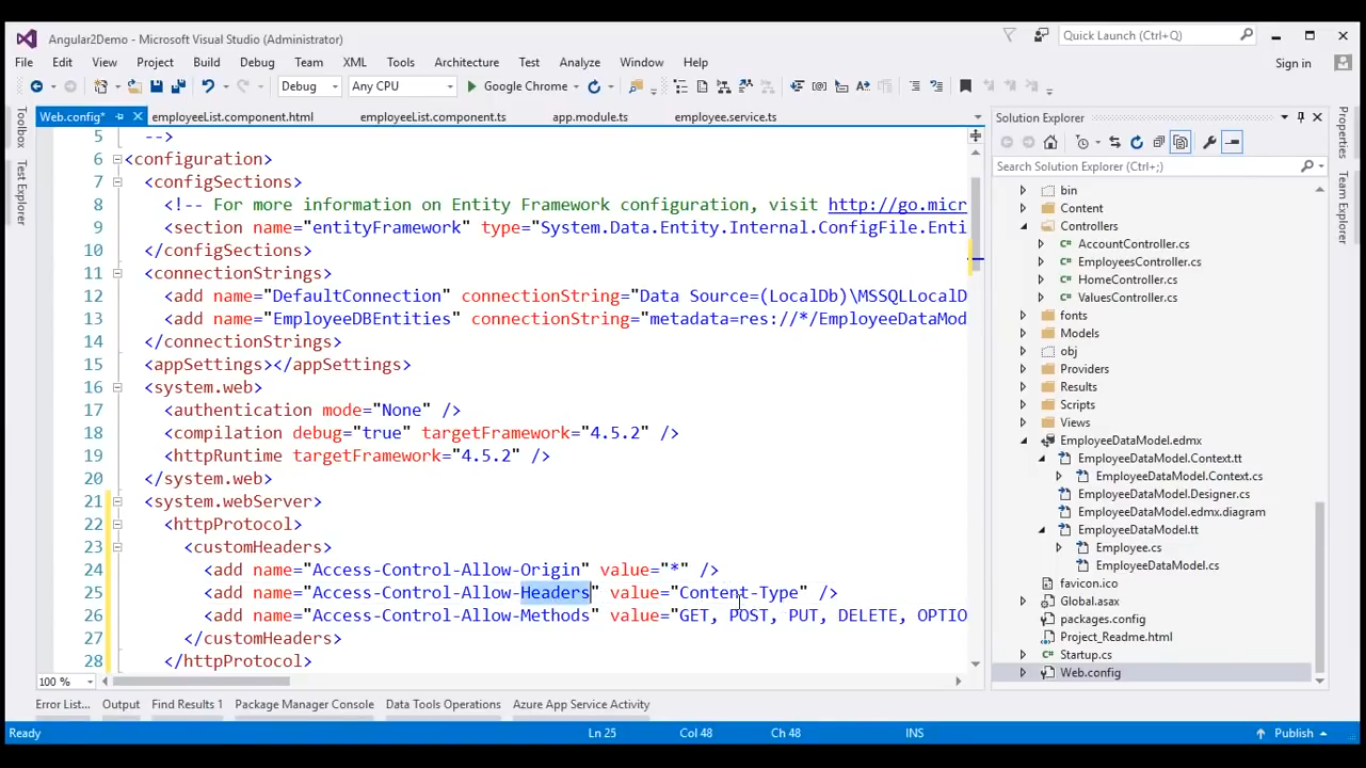 Angular2Demo - Microsoft Visual Studio (Administrator)
Quick Launch (Ctrl+Q)
File Edit View Project Build Debug Team XML Tools Architecture Test Analyze Window Help
Sign in
Debug Any CPU Google Chrome
Toolbox
Test Explorer
Web.config* employeeList.component.html employeeList.component.ts app.module.ts employee.service.ts
5 -->
6 <configuration>
7 <configSections>
8 <!-- For more information on Entity Framework configuration, visit http://go.micr
9 <section name="entityFramework" type="System.Data.Entity.Internal.ConfigFile.Enti
10 </configSections>
11 <connectionStrings>
12 <add name="DefaultConnection" connectionString="Data Source=(LocalDb)\MSSQLLocalD
13 <add name="EmployeeDBEntities" connectionString="metadata=res://*/EmployeeDataMod
14 </connectionStrings>
15 <appSettings></appSettings>
16 <system.web>
17 <authentication mode="None" />
18 <compilation debug="true" targetFramework="4.5.2" />
19 <httpRuntime targetFramework="4.5.2" />
20 </system.web>
21 <system.webServer>
22 <httpProtocol>
23 <customHeaders>
24 <add name="Access-Control-Allow-Origin" value="*" />
25 <add name="Access-Control-Allow-Headers" value="Content-Type" />
26 <add name="Access-Control-Allow-Methods" value="GET, POST, PUT, DELETE, OPTIO
27 </customHeaders>
28 </httpProtocol>
100 %
Solution Explorer
Search Solution Explorer (Ctrl+;)
bin
Content
Controllers
C# AccountController.cs
C# EmployeesController.cs
C# HomeController.cs
C# ValuesController.cs
fonts
Models
obj
Providers
Results
Scripts
Views
EmployeeDataModel.edmx
EmployeeDataModel.Context.tt
EmployeeDataModel.Context.cs
EmployeeDataModel.Designer.cs
EmployeeDataModel.edmx.diagram
EmployeeDataModel.tt
Employee.cs
EmployeeDataModel.cs
favicon.ico
Global.asax
packages.config
Project_Readme.html
C# Startup.cs
Web.config
Properties
Team Explorer
Error List... Output Find Results 1 Package Manager Console Data Tools Operations Azure App Service Activity
Ready Ln 25 Col 48 Ch 48 INS Publish